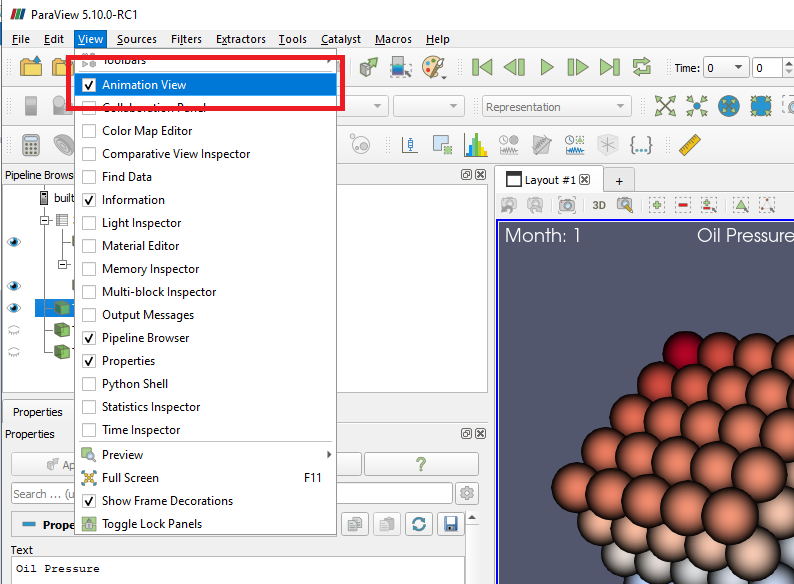 ParaView 5.10.0-RC1
File Edit View Sources Filters Extractors Tools Catalyst Macros Help
Toolbars
Time: 0 0
Animation View
Collaboration Panel
Representation
Color Map Editor
Comparative View Inspector
Pipeline Brows
Find Data
Layout #1
+
built
Information
Light Inspector
3D
Material Editor
Month: 1
Oil Pressure
Memory Inspector
Multi-block Inspector
Output Messages
Pipeline Browser
Properties
Python Shell
Statistics Inspector
Properties
Time Inspector
Properties
Preview
Ap
?
Full Screen F11
Search ... (u
Show Frame Decorations
Prope
Toggle Lock Panels
Text
Oil Pressure